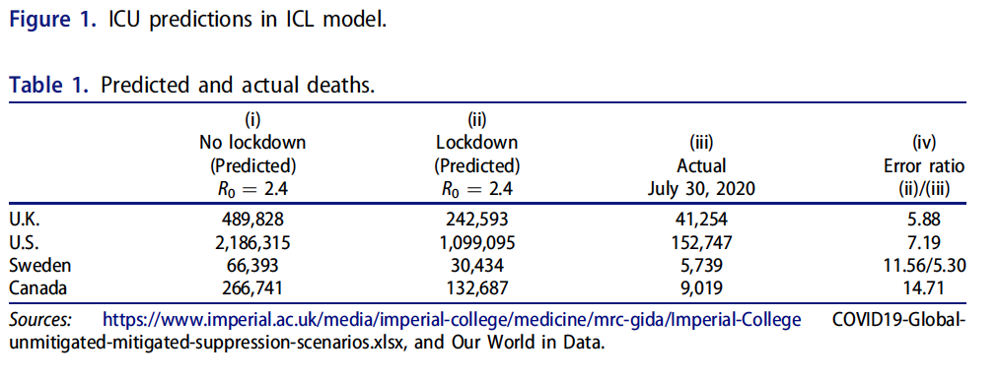 Figure 1. ICU predictions in ICL model.
Table 1. Predicted and actual deaths.
(i) (ii)
No lockdown Lockdown (iii) (iv)
(Predicted) (Predicted) Actual Error ratio
R0 = 2.4 R0 = 2.4 July 30, 2020 (ii)/(iii)
U.K. 489,828 242,593 41,254 5.88
U.S. 2,186,315 1,099,095 152,747 7.19
Sweden 66,393 30,434 5,739 11.56/5.30
Canada 266,741 132,687 9,019 14.71
Sources: https://www.imperial.ac.uk/media/imperial-college/medicine/mrc-gida/Imperial-College COVID19-Global-
unmitigated-mitigated-suppression-scenarios.xlsx, and Our World in Data.